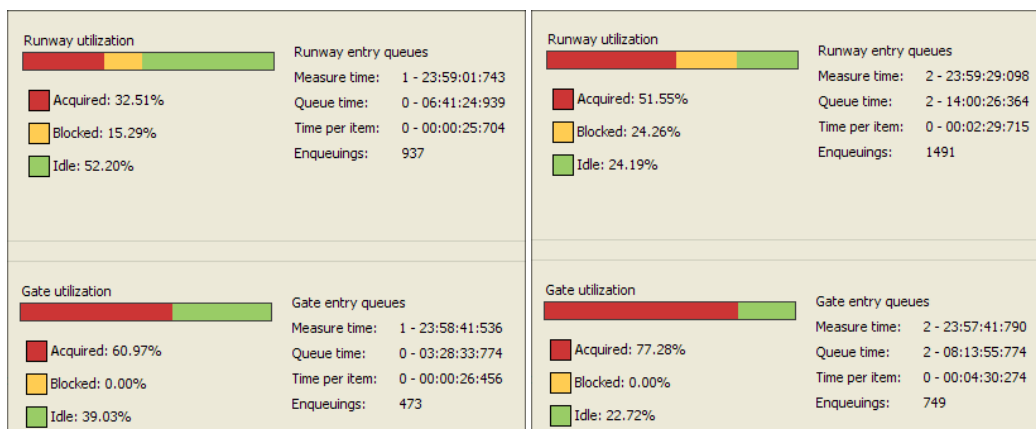 Runway utilization
Acquired: 32.51%
Blocked: 15.29%
Idle: 52.20%
Runway entry queues
Measure time: 1 - 23:59:01:743
Queue time: 0 - 06:41:24:939
Time per item: 0 - 00:00:25:704
Enqueuings: 937
Gate utilization
Acquired: 60.97%
Blocked: 0.00%
Idle: 39.03%
Gate entry queues
Measure time: 1 - 23:58:41:536
Queue time: 0 - 03:28:33:774
Time per item: 0 - 00:00:26:456
Enqueuings: 473
Runway utilization
Acquired: 51.55%
Blocked: 24.26%
Idle: 24.19%
Runway entry queues
Measure time: 2 - 23:59:29:098
Queue time: 2 - 14:00:26:364
Time per item: 0 - 00:02:29:715
Enqueuings: 1491
Gate utilization
Acquired: 77.28%
Blocked: 0.00%
Idle: 22.72%
Gate entry queues
Measure time: 2 - 23:57:41:790
Queue time: 2 - 08:13:55:774
Time per item: 0 - 00:04:30:274
Enqueuings: 749